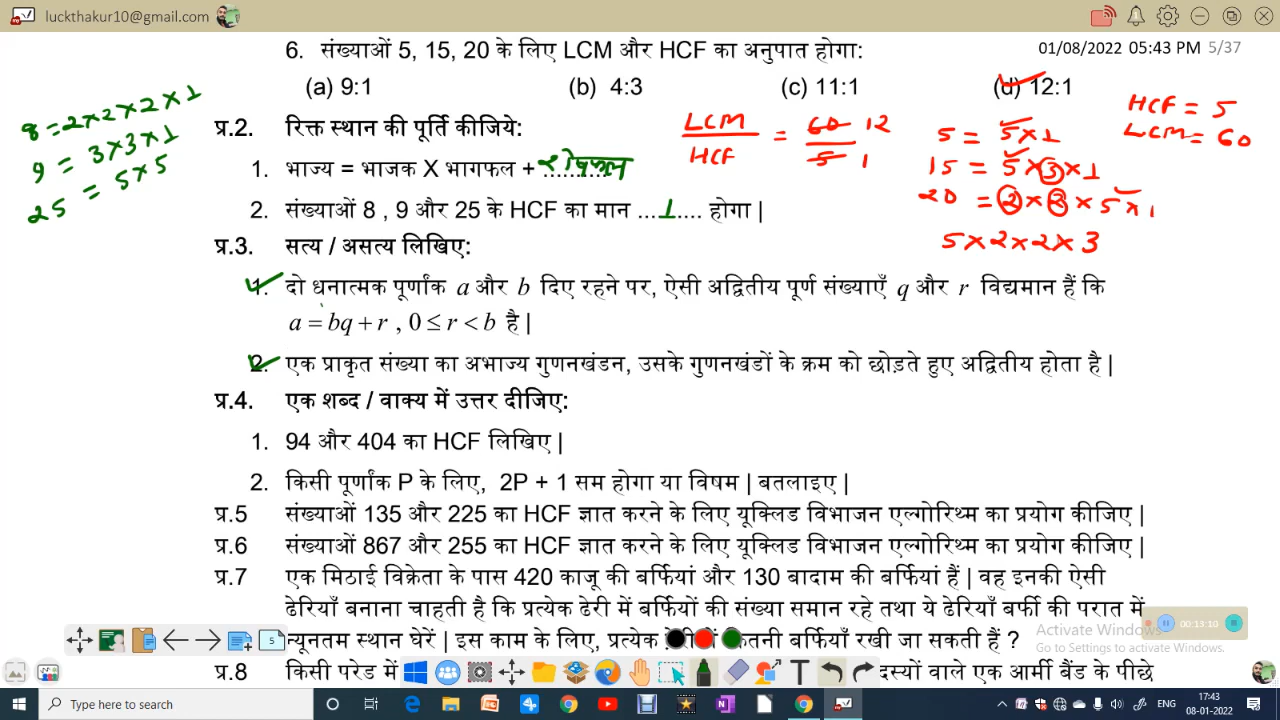 luckthakur10@gmail.com
01/08/2022 05:43 PM 5/37
6. संख्याओं 5, 15, 20 के लिए LCM और HCF का अनुपात होगा:
(a) 9:1 (b) 4:3 (c) 11:1 (d) 12:1
HCF = 5
LCM = 60
8 = 2×2×2×1
9 = 3×3×1
25 = 5×5
प्र.2. रिक्त स्थान की पूर्ति कीजिये:
LCM/HCF = 60/5 12/1
5 = 5×1
15 = 5×3×1
20 = 2×2×5×1
5×2×2×3
1. भाज्य = भाजक X भागफल + शेषफल
2. संख्याओं 8 , 9 और 25 के HCF का मान ...1.... होगा |
प्र.3. सत्य / असत्य लिखिए:
1. दो धनात्मक पूर्णांक a और b दिए रहने पर, ऐसी अद्वितीय पूर्ण संख्याएँ q और r विद्यमान हैं कि
a = bq + r , 0 ≤ r < b है |
2. एक प्राकृत संख्या का अभाज्य गुणनखंडन, उसके गुणनखंडों के क्रम को छोड़ते हुए अद्वितीय होता है |
प्र.4. एक शब्द / वाक्य में उत्तर दीजिए:
1. 94 और 404 का HCF लिखिए |
2. किसी पूर्णांक P के लिए, 2P + 1 सम होगा या विषम | बतलाइए |
प्र.5 संख्याओं 135 और 225 का HCF ज्ञात करने के लिए यूक्लिड विभाजन एल्गोरिथ्म का प्रयोग कीजिए |
प्र.6 संख्याओं 867 और 255 का HCF ज्ञात करने के लिए यूक्लिड विभाजन एल्गोरिथ्म का प्रयोग कीजिए |
प्र.7 एक मिठाई विक्रेता के पास 420 काजू की बर्फियां और 130 बादाम की बर्फियां हैं | वह इनकी ऐसी
ढेरियाँ बनाना चाहती है कि प्रत्येक ढेरी में बर्फियों की संख्या समान रहे तथा ये ढेरियाँ बर्फी की परात में
न्यूनतम स्थान घेरें | इस काम के लिए, प्रत्येक में कितनी बर्फियाँ रखी जा सकती हैं ?
00:13:10
Activate Windows
Go to Settings to activate Windows.
5
प्र.8 किसी परेड में दस्यों वाले एक आर्मी बैंड के पीछे
Type here to search
ENG
17:43
08-01-2022